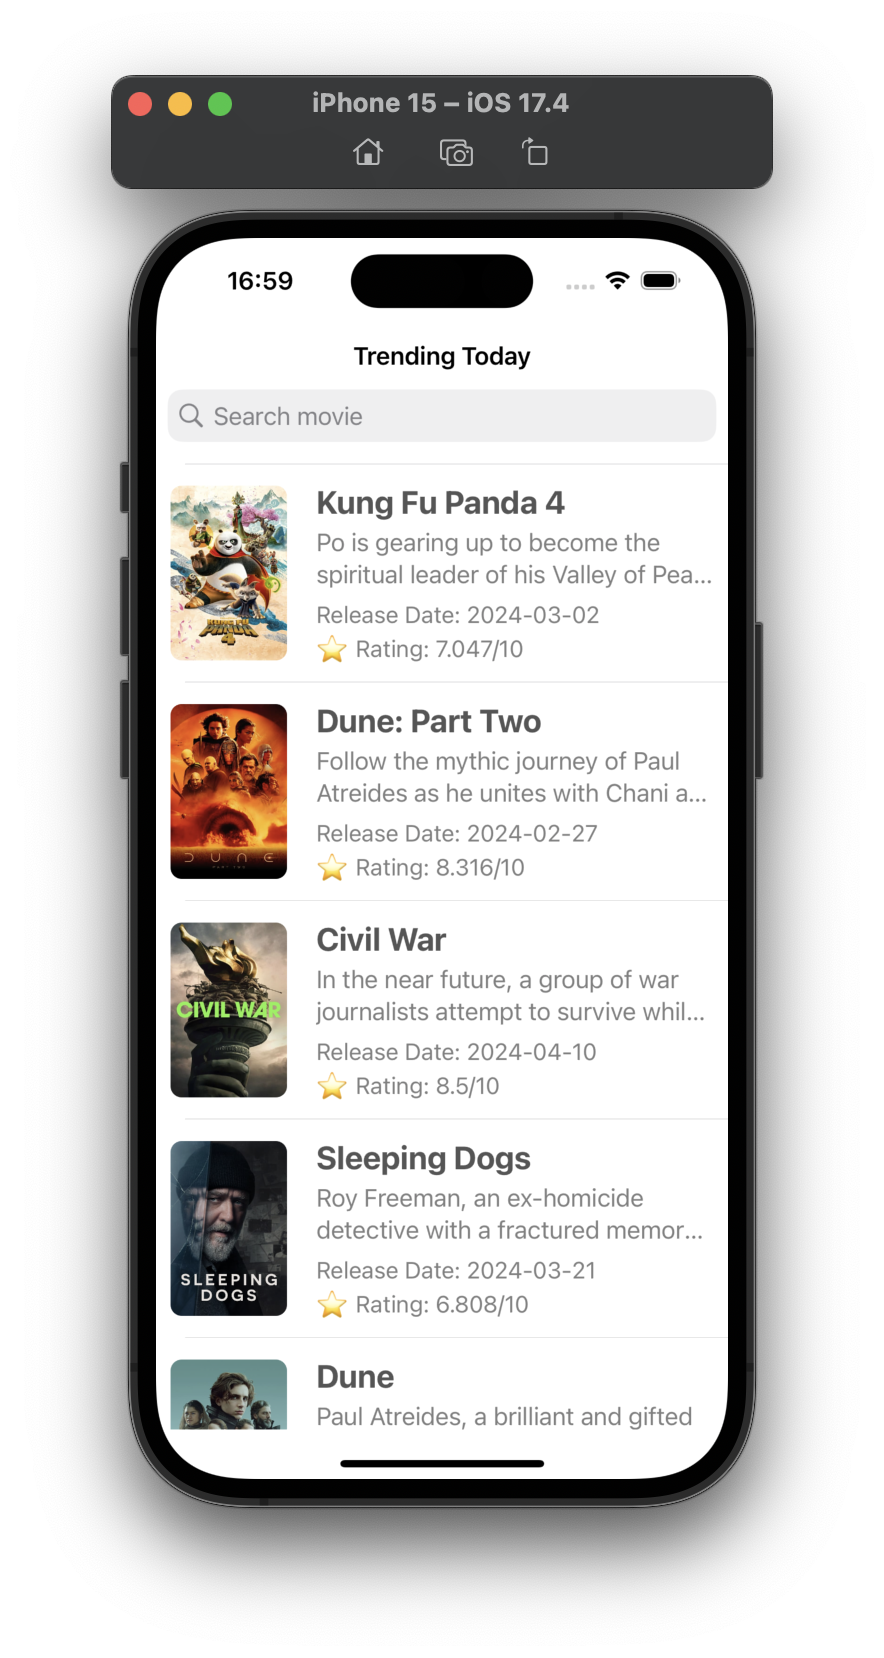 iPhone 15 – iOS 17.4
16:59
Trending Today
Search movie
Kung Fu Panda 4
Po is gearing up to become the
spiritual leader of his Valley of Pea...
Release Date: 2024-03-02
⭐ Rating: 7.047/10
KUNG FU
PANDA
4
Dune: Part Two
Follow the mythic journey of Paul
Atreides as he unites with Chani a...
Release Date: 2024-02-27
⭐ Rating: 8.316/10
DUNE
PART TWO
Civil War
In the near future, a group of war
journalists attempt to survive whil...
Release Date: 2024-04-10
⭐ Rating: 8.5/10
CIVIL WAR
Sleeping Dogs
Roy Freeman, an ex-homicide
detective with a fractured memor...
Release Date: 2024-03-21
⭐ Rating: 6.808/10
SLEEPING
DOGS
Dune
Paul Atreides, a brilliant and gifted